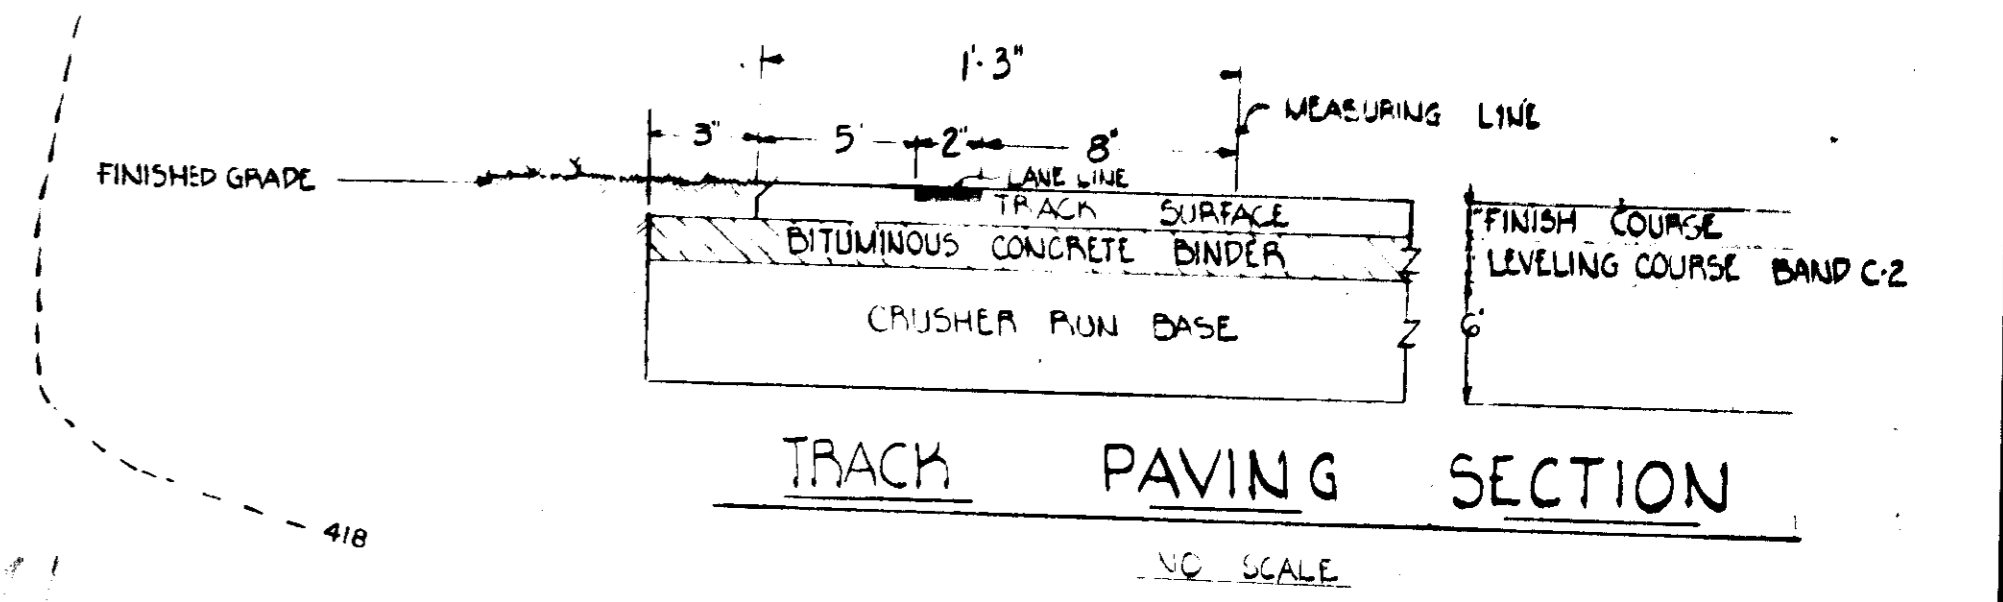 1'-3"
MEASURING LINE
3" 5' 2" 8"
FINISHED GRADE
LANE LINE
TRACK SURFACE
FINISH COURSE
BITUMINOUS CONCRETE BINDER
LEVELING COURSE BAND C-2
CRUSHER RUN BASE
6'
TRACK PAVING SECTION
418
NO SCALE